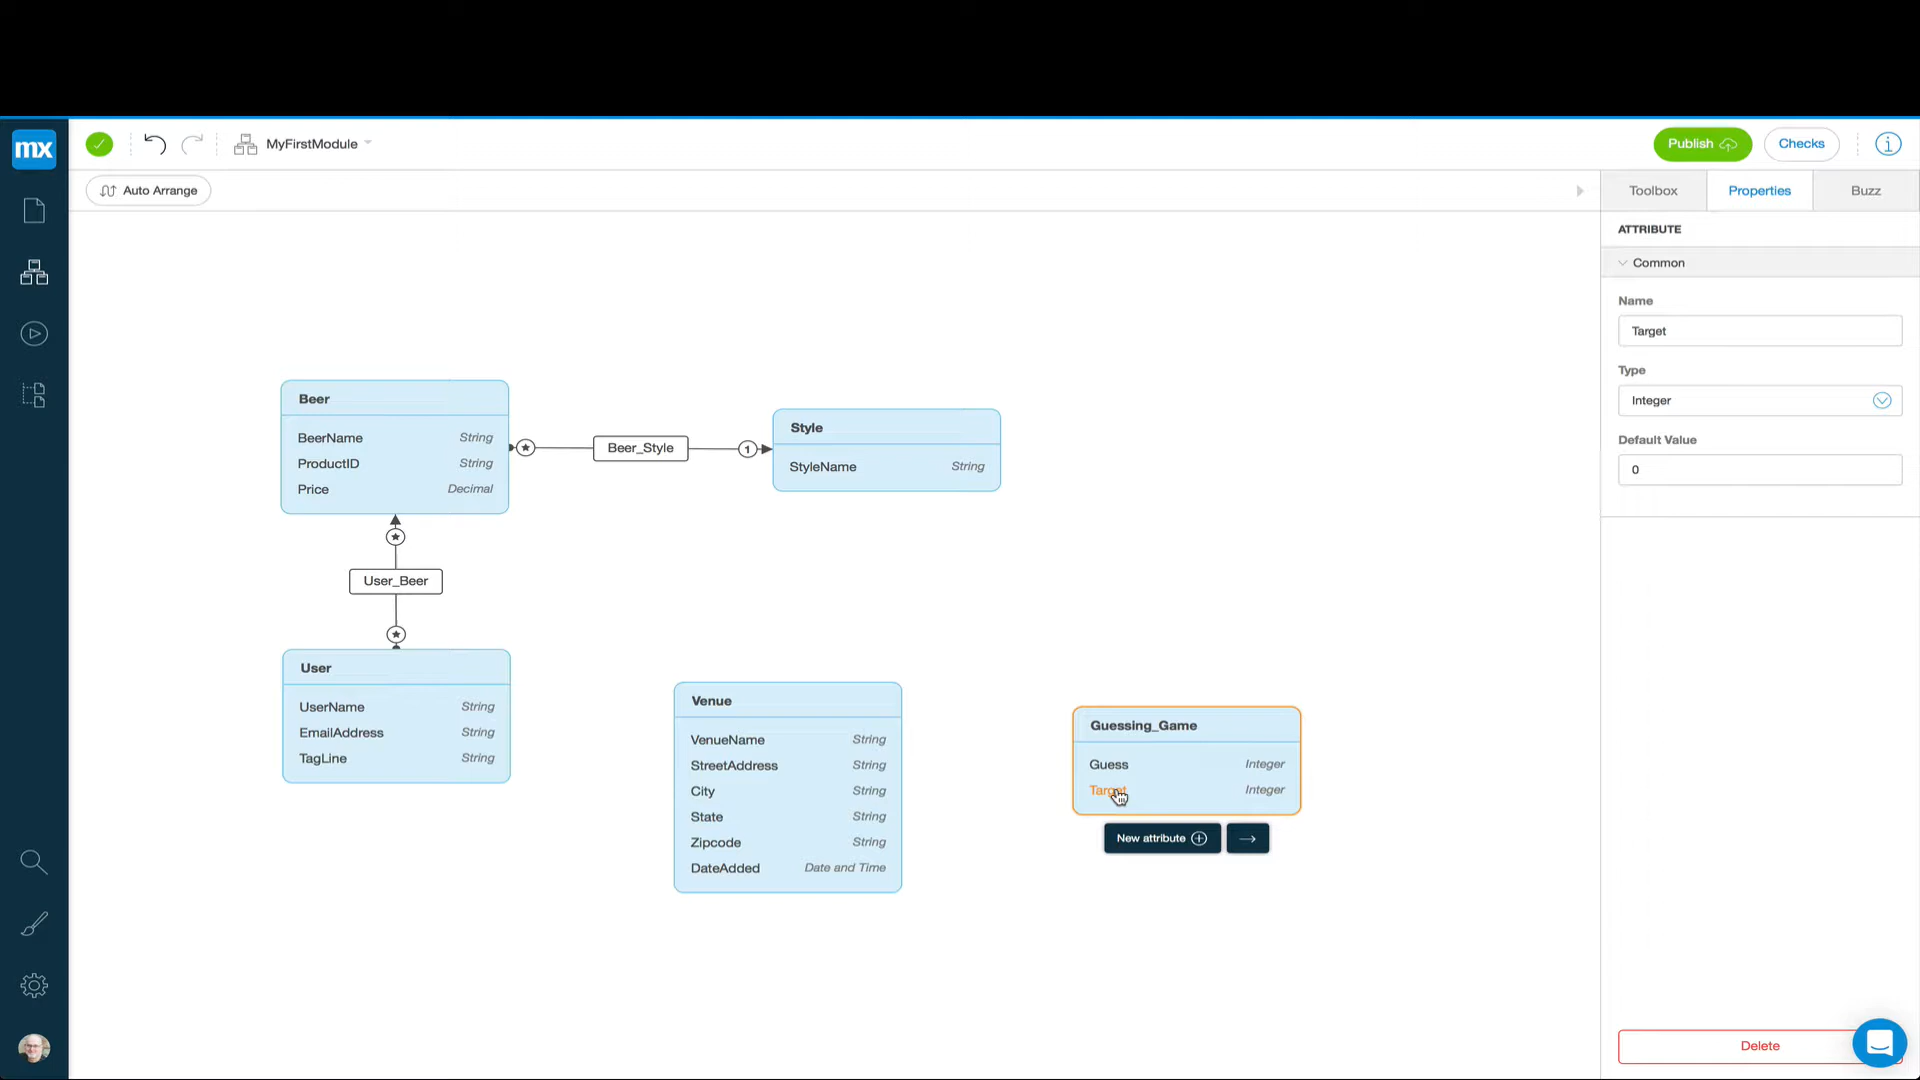 mx
MyFirstModule
Publish
Checks
Auto Arrange
Toolbox
Properties
Buzz
ATTRIBUTE
Common
Name
Target
Type
Integer
Default Value
0
Delete
Beer
BeerName String
ProductID String
Price Decimal
Beer_Style
1
Style
StyleName String
User_Beer
User
UserName String
EmailAddress String
TagLine String
Venue
VenueName String
StreetAddress String
City String
State String
Zipcode String
DateAdded Date and Time
Guessing_Game
Guess Integer
Target Integer
New attribute